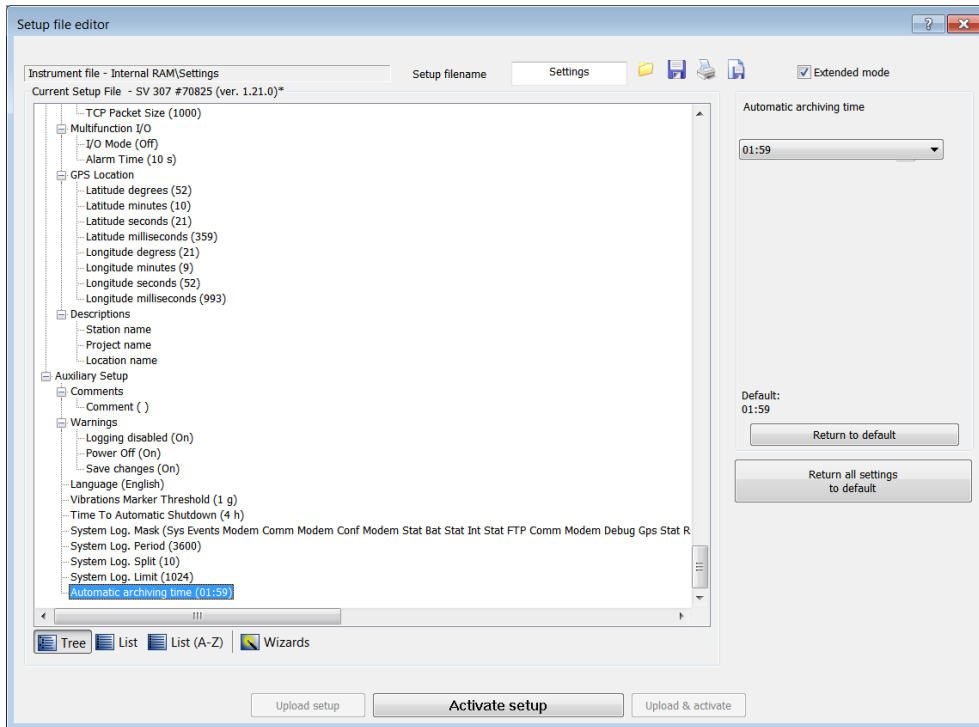 Setup file editor
Instrument file - Internal RAM\Settings
Setup filename
Settings
Extended mode
Current Setup File - SV 307 #70825 (ver. 1.21.0)*
TCP Packet Size (1000)
Multifunction I/O
I/O Mode (Off)
Alarm Time (10 s)
GPS Location
Latitude degrees (52)
Latitude minutes (10)
Latitude seconds (21)
Latitude milliseconds (359)
Longitude degress (21)
Longitude minutes (9)
Longitude seconds (52)
Longitude milliseconds (993)
Descriptions
Station name
Project name
Location name
Auxiliary Setup
Comments
Comment ( )
Warnings
Logging disabled (On)
Power Off (On)
Save changes (On)
Language (English)
Vibrations Marker Threshold (1 g)
Time To Automatic Shutdown (4 h)
System Log. Mask (Sys Events Modem Comm Modem Conf Modem Stat Bat Stat Int Stat FTP Comm Modem Debug Gps Stat R
System Log. Period (3600)
System Log. Split (10)
System Log. Limit (1024)
Automatic archiving time (01:59)
Automatic archiving time
01:59
Default:
01:59
Return to default
Return all settings
to default
Tree
List
List (A-Z)
Wizards
Upload setup
Activate setup
Upload & activate